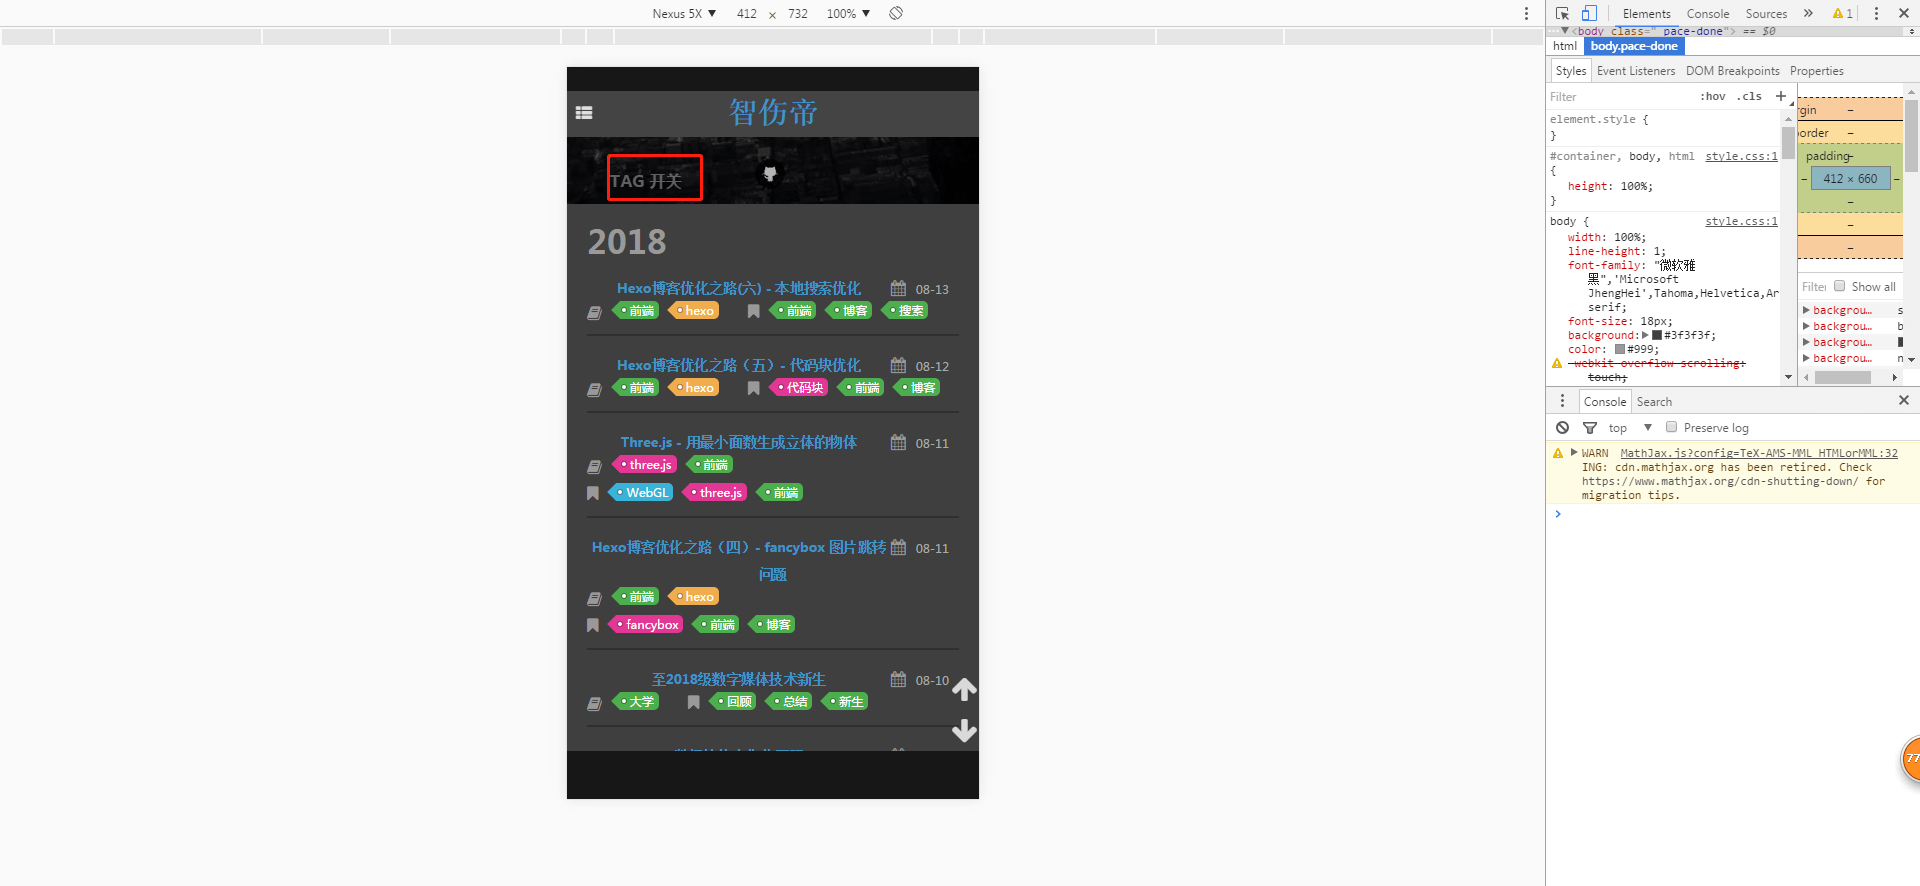 Nexus 5X ▼ 412 × 732 100% ▼
Elements Console Sources » 1
<body class=" pace-done"> == $0
html body.pace-done
Styles Event Listeners DOM Breakpoints Properties
Filter :hov .cls +
element.style {
}
#container, body, html style.css:1
{
height: 100%;
}
body { style.css:1
width: 100%;
line-height: 1;
font-family: "微软雅
黑",'Microsoft
JhengHei',Tahoma,Helvetica,Ar
serif;
font-size: 18px;
background: #3f3f3f;
color: #999;
-webkit-overflow-scrolling:
touch;
rgin –
border –
padding –
– 412 × 660 –
–
–
–
Show all
backgrou… s
backgrou… b
backgrou…
backgrou… n
Console Search
top ▼ Preserve log
WARN MathJax.js?config=TeX-AMS-MML_HTMLorMML:32
ING: cdn.mathjax.org has been retired. Check
https://www.mathjax.org/cdn-shutting-down/ for
migration tips.
77
智伤帝
TAG 开关
2018
Hexo博客优化之路(六) - 本地搜索优化 08-13
前端 hexo 前端 博客 搜索
Hexo博客优化之路（五）- 代码块优化 08-12
前端 hexo 代码块 前端 博客
Three.js - 用最小面数生成立体的物体 08-11
three.js 前端
WebGL three.js 前端
Hexo博客优化之路（四）- fancybox 图片跳转 08-11
问题
前端 hexo
fancybox 前端 博客
至2018级数字媒体技术新生 08-10
大学 回顾 总结 新生